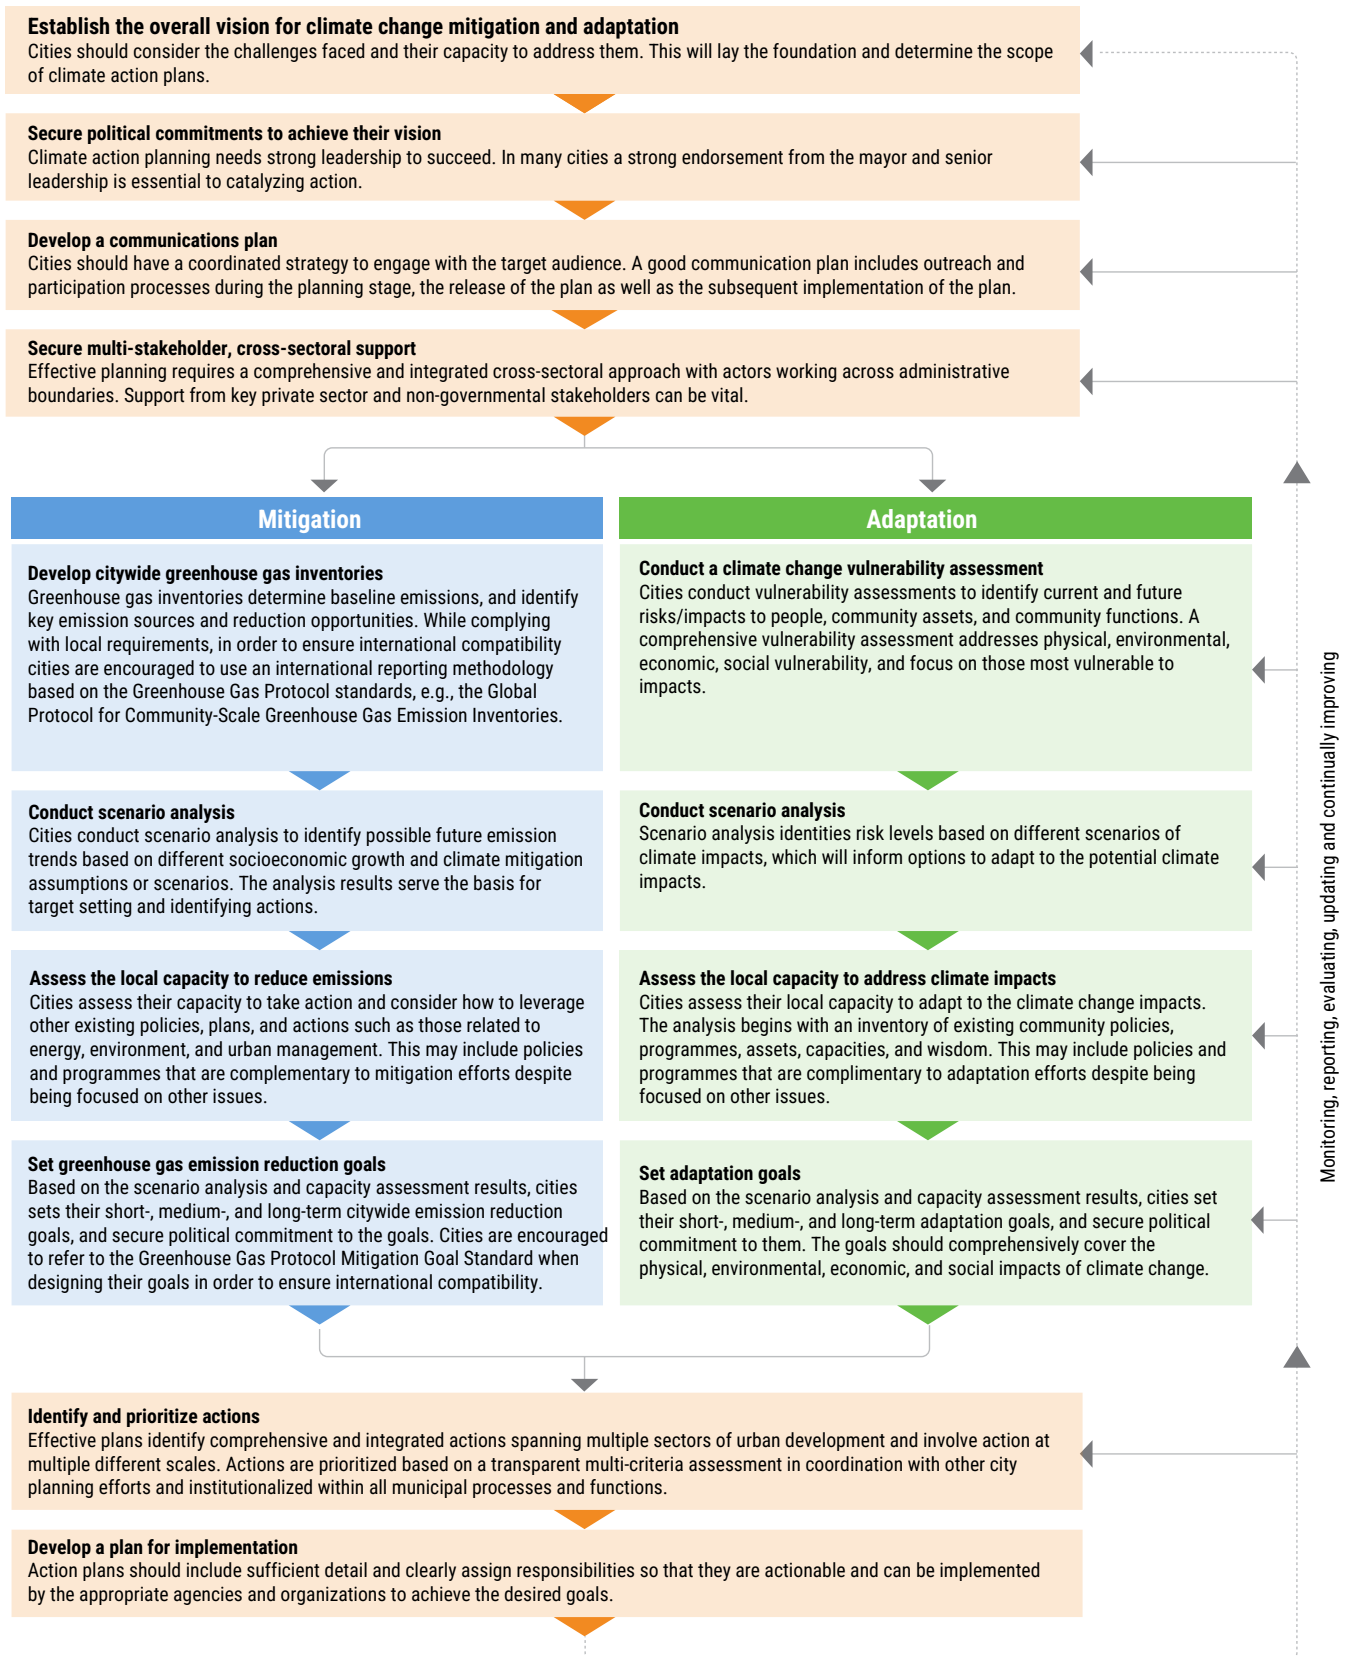 Establish the overall vision for climate change mitigation and adaptation
Cities should consider the challenges faced and their capacity to address them. This will lay the foundation and determine the scope
of climate action plans.
Secure political commitments to achieve their vision
Climate action planning needs strong leadership to succeed. In many cities a strong endorsement from the mayor and senior
leadership is essential to catalyzing action.
Develop a communications plan
Cities should have a coordinated strategy to engage with the target audience. A good communication plan includes outreach and
participation processes during the planning stage, the release of the plan as well as the subsequent implementation of the plan.
Secure multi-stakeholder, cross-sectoral support
Effective planning requires a comprehensive and integrated cross-sectoral approach with actors working across administrative
boundaries. Support from key private sector and non-governmental stakeholders can be vital.
Mitigation
Develop citywide greenhouse gas inventories
Greenhouse gas inventories determine baseline emissions, and identify
key emission sources and reduction opportunities. While complying
with local requirements, in order to ensure international compatibility
cities are encouraged to use an international reporting methodology
based on the Greenhouse Gas Protocol standards, e.g., the Global
Protocol for Community-Scale Greenhouse Gas Emission Inventories.
Conduct scenario analysis
Cities conduct scenario analysis to identify possible future emission
trends based on different socioeconomic growth and climate mitigation
assumptions or scenarios. The analysis results serve the basis for
target setting and identifying actions.
Assess the local capacity to reduce emissions
Cities assess their capacity to take action and consider how to leverage
other existing policies, plans, and actions such as those related to
energy, environment, and urban management. This may include policies
and programmes that are complementary to mitigation efforts despite
being focused on other issues.
Set greenhouse gas emission reduction goals
Based on the scenario analysis and capacity assessment results, cities
sets their short-, medium-, and long-term citywide emission reduction
goals, and secure political commitment to the goals. Cities are encouraged
to refer to the Greenhouse Gas Protocol Mitigation Goal Standard when
designing their goals in order to ensure international compatibility.
Adaptation
Conduct a climate change vulnerability assessment
Cities conduct vulnerability assessments to identify current and future
risks/impacts to people, community assets, and community functions. A
comprehensive vulnerability assessment addresses physical, environmental,
economic, social vulnerability, and focus on those most vulnerable to
impacts.
Conduct scenario analysis
Scenario analysis identities risk levels based on different scenarios of
climate impacts, which will inform options to adapt to the potential climate
impacts.
Assess the local capacity to address climate impacts
Cities assess their local capacity to adapt to the climate change impacts.
The analysis begins with an inventory of existing community policies,
programmes, assets, capacities, and wisdom. This may include policies and
programmes that are complimentary to adaptation efforts despite being
focused on other issues.
Set adaptation goals
Based on the scenario analysis and capacity assessment results, cities set
their short-, medium-, and long-term adaptation goals, and secure political
commitment to them. The goals should comprehensively cover the
physical, environmental, economic, and social impacts of climate change.
Identify and prioritize actions
Effective plans identify comprehensive and integrated actions spanning multiple sectors of urban development and involve action at
multiple different scales. Actions are prioritized based on a transparent multi-criteria assessment in coordination with other city
planning efforts and institutionalized within all municipal processes and functions.
Develop a plan for implementation
Action plans should include sufficient detail and clearly assign responsibilities so that they are actionable and can be implemented
by the appropriate agencies and organizations to achieve the desired goals.
Monitoring, reporting, evaluating, updating and continually improving